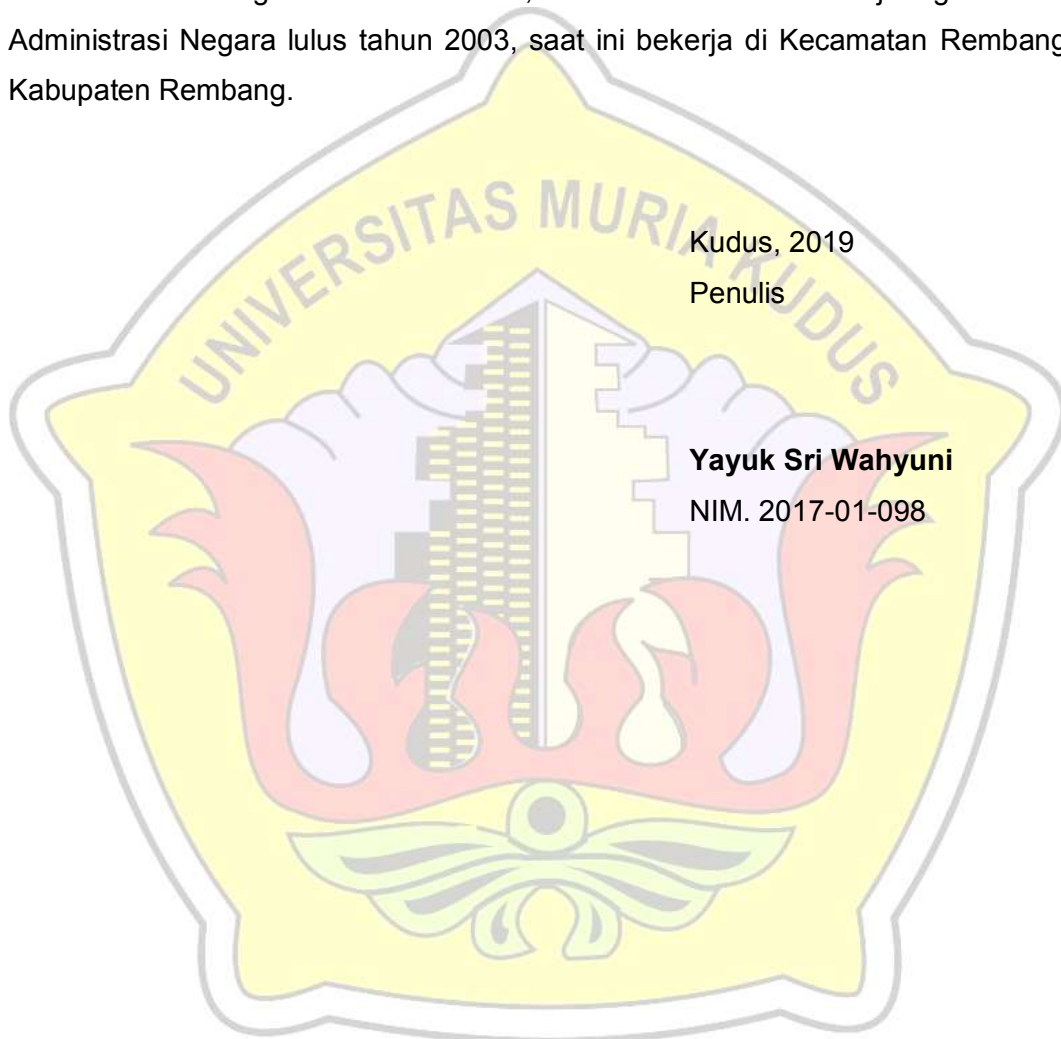 Administrasi Negara lulus tahun 2003, saat ini bekerja di Kecamatan Rembang
Kabupaten Rembang.
UNIVERSITAS MURIA KUDUS
Kudus, 2019
Penulis
Yayuk Sri Wahyuni
NIM. 2017-01-098